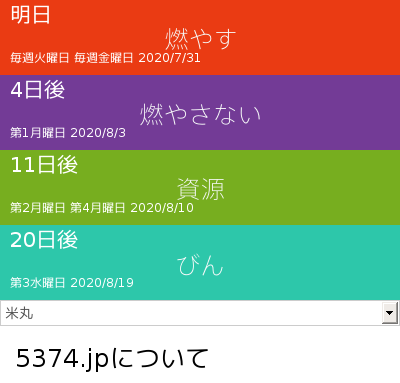 明日
燃やす
毎週火曜日 毎週金曜日 2020/7/31
4日後
燃やさない
第1月曜日 2020/8/3
11日後
資源
第2月曜日 第4月曜日 2020/8/10
20日後
びん
第3水曜日 2020/8/19
米丸
5374.jpについて